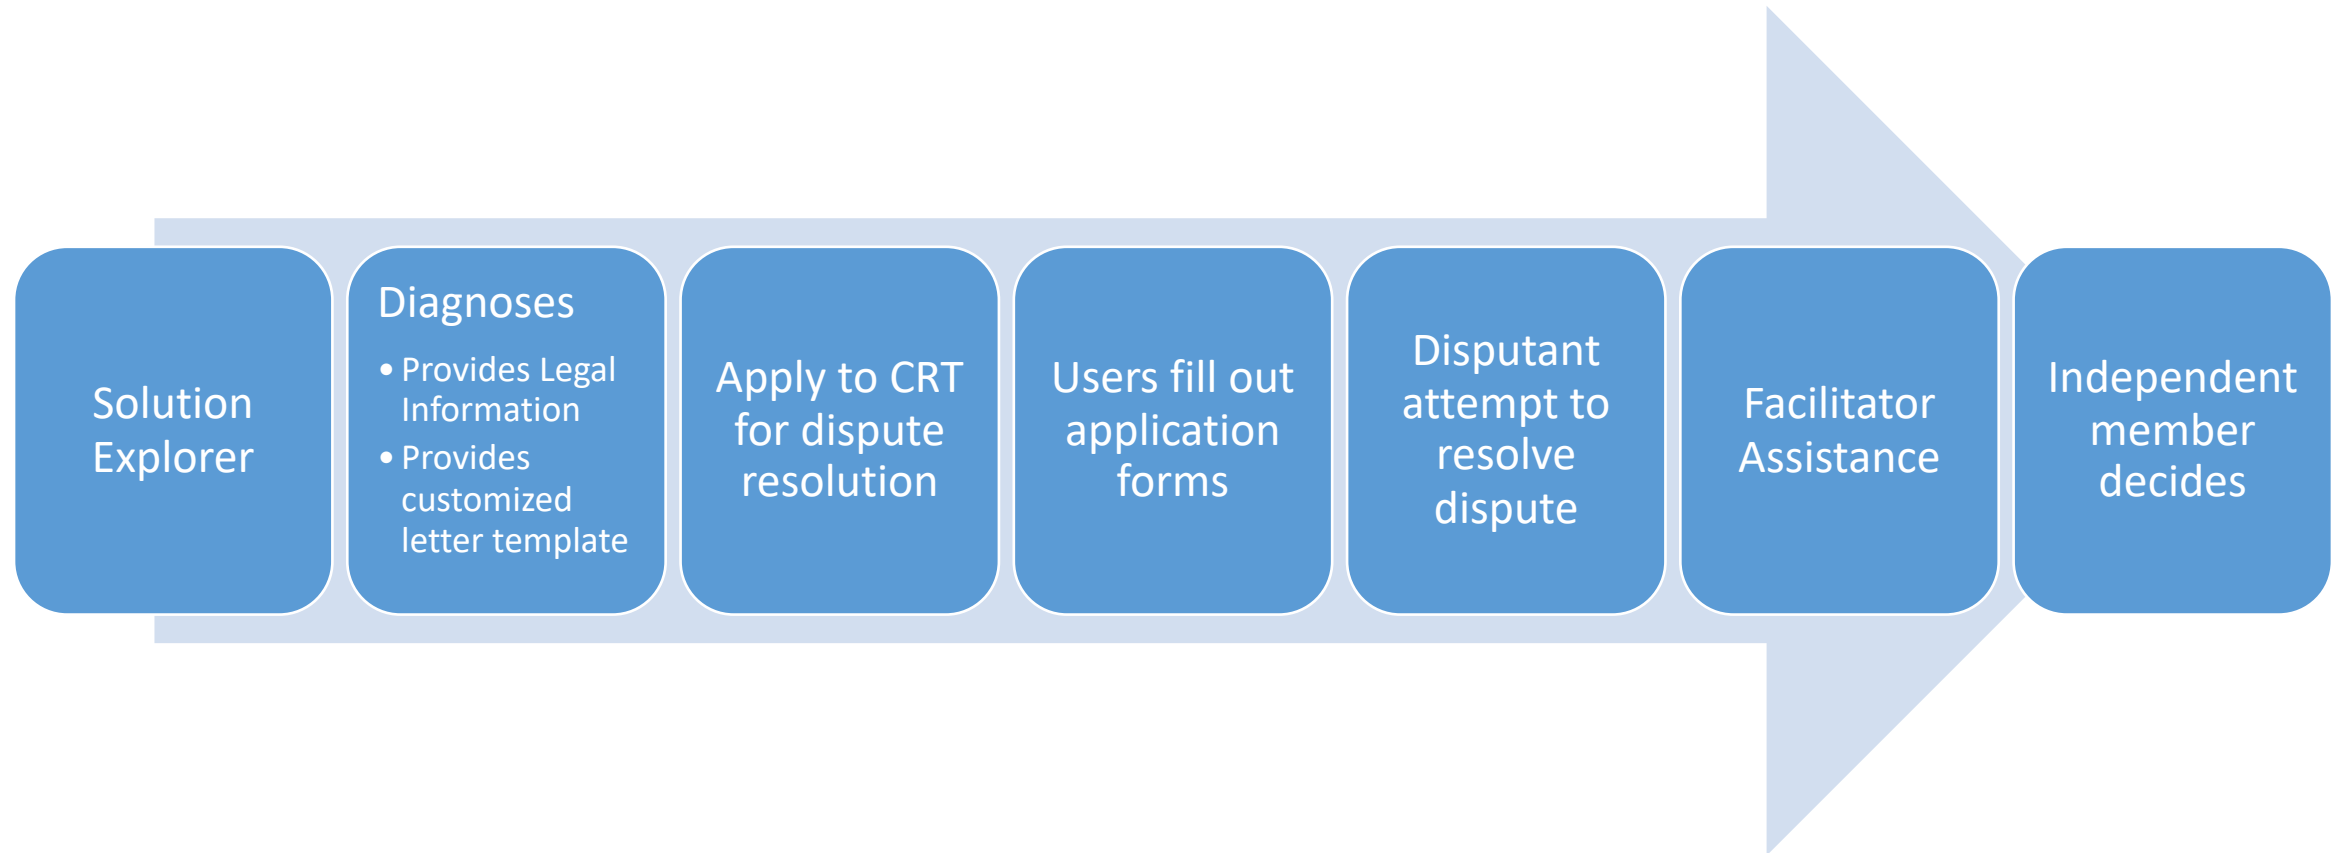 Solution
Explorer
Diagnoses
• Provides Legal
Information
• Provides
customized
letter template
Apply to CRT
for dispute
resolution
Users fill out
application
forms
Disputant
attempt to
resolve
dispute
Facilitator
Assistance
Independent
member
decides